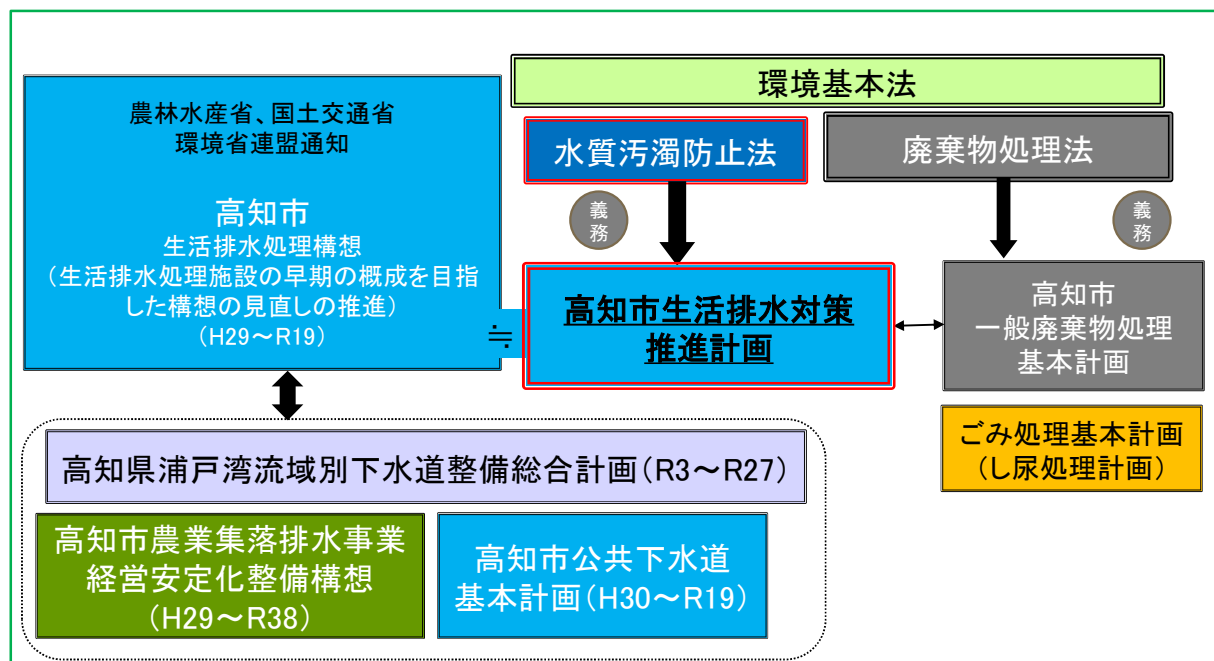 農林水産省、国土交通省
環境省連盟通知
高知市
生活排水処理構想
（生活排水処理施設の早期の概成を目指
した構想の見直しの推進）
（H29～R19）
環境基本法
水質汚濁防止法
廃棄物処理法
義
務
義
務
≒
高知市生活排水対策
推進計画
高知市
一般廃棄物処理
基本計画
ごみ処理基本計画
（し尿処理計画）
高知県浦戸湾流域別下水道整備総合計画（R3～R27）
高知市農業集落排水事業
経営安定化整備構想
（H29～R38）
高知市公共下水道
基本計画（H30～R19）